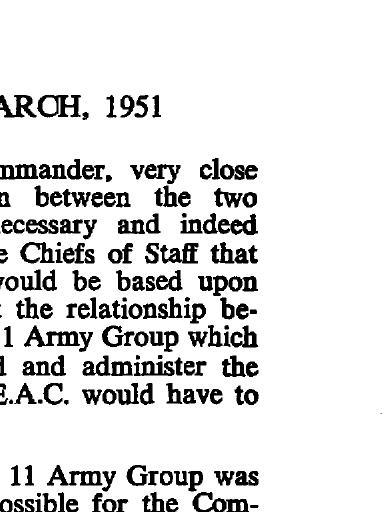 ARCH, 1951
mmander, very close
n between the two
ecessary and indeed
e Chiefs of Staff that
would be based upon
t the relationship be-
1 Army Group which
d and administer the
E.A.C. would have to
11 Army Group was
ossible for the Com-